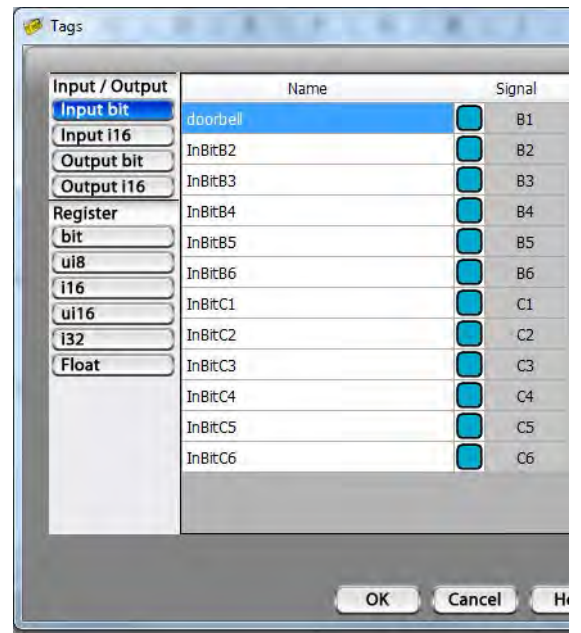 Tags
Input / Output
Input bit
Input i16
Output bit
Output i16
Register
bit
ui8
i16
ui16
i32
Float
Name Signal
doorbell B1
InBitB2 B2
InBitB3 B3
InBitB4 B4
InBitB5 B5
InBitB6 B6
InBitC1 C1
InBitC2 C2
InBitC3 C3
InBitC4 C4
InBitC5 C5
InBitC6 C6
OK Cancel